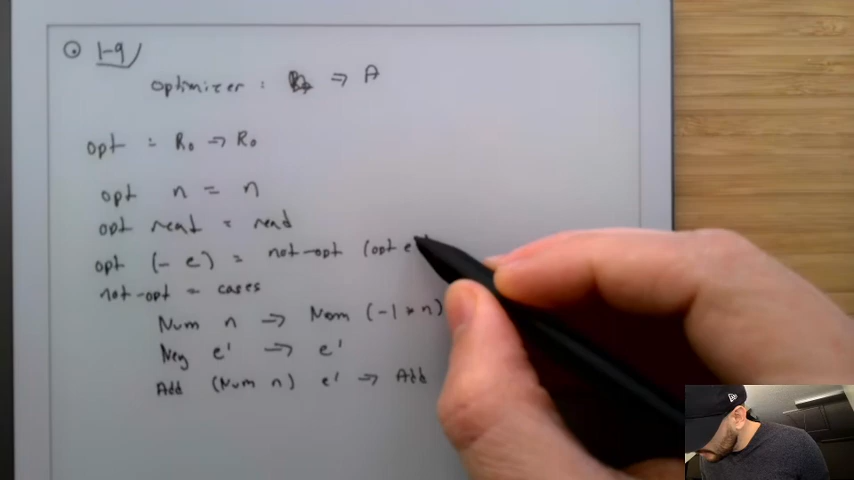 ⊙ 1-9/
optimizer : ⇒ A
opt : R₀ → R₀
opt n = n
opt read = read
opt (- e) = not-opt (opt e)
not-opt = cases
Num n → Num (-1 * n)
Neg e' → e'
Add (Num n) e' → Add